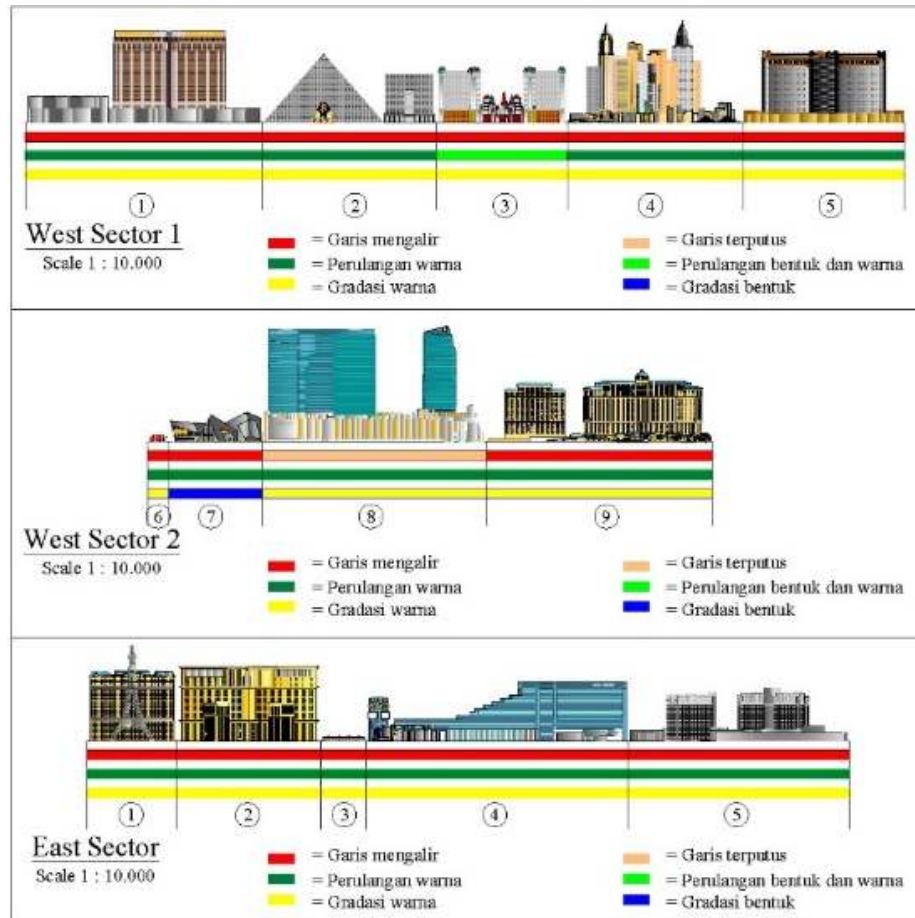 ① ② ③ ④ ⑤
West Sector 1
Scale 1 : 10.000
= Garis mengalir
= Perulangan warna
= Gradasi warna
= Garis terputus
= Perulangan bentuk dan warna
= Gradasi bentuk
⑥ ⑦ ⑧ ⑨
West Sector 2
Scale 1 : 10.000
= Garis mengalir
= Perulangan warna
= Gradasi warna
= Garis terputus
= Perulangan bentuk dan warna
= Gradasi bentuk
① ② ③ ④ ⑤
East Sector
Scale 1 : 10.000
= Garis mengalir
= Perulangan warna
= Gradasi warna
= Garis terputus
= Perulangan bentuk dan warna
= Gradasi bentuk